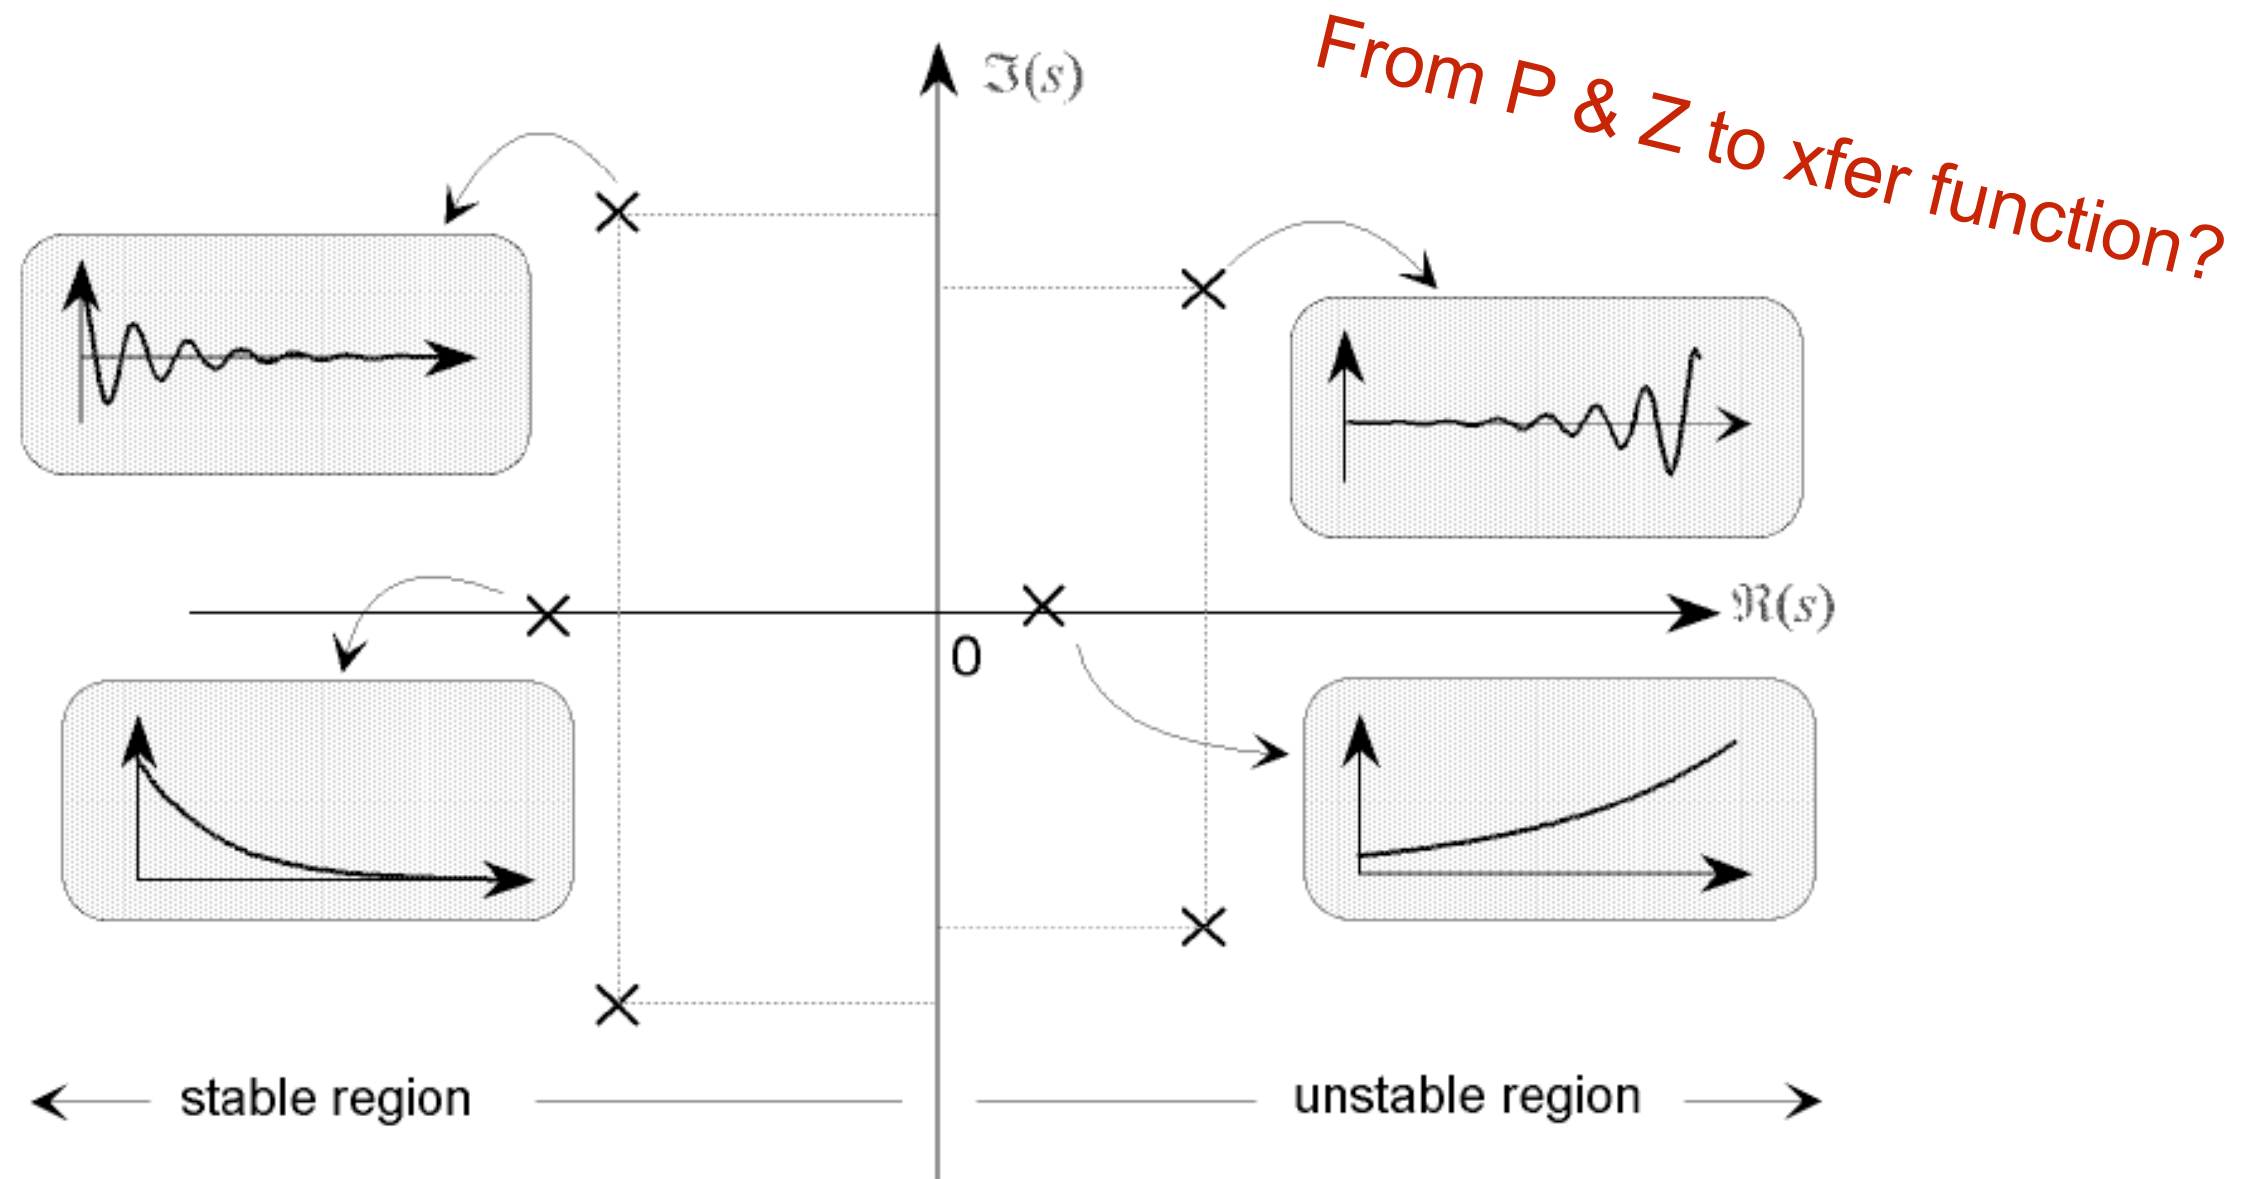 From P & Z to xfer function?
ℑ(s)
ℜ(s)
0
stable region
unstable region